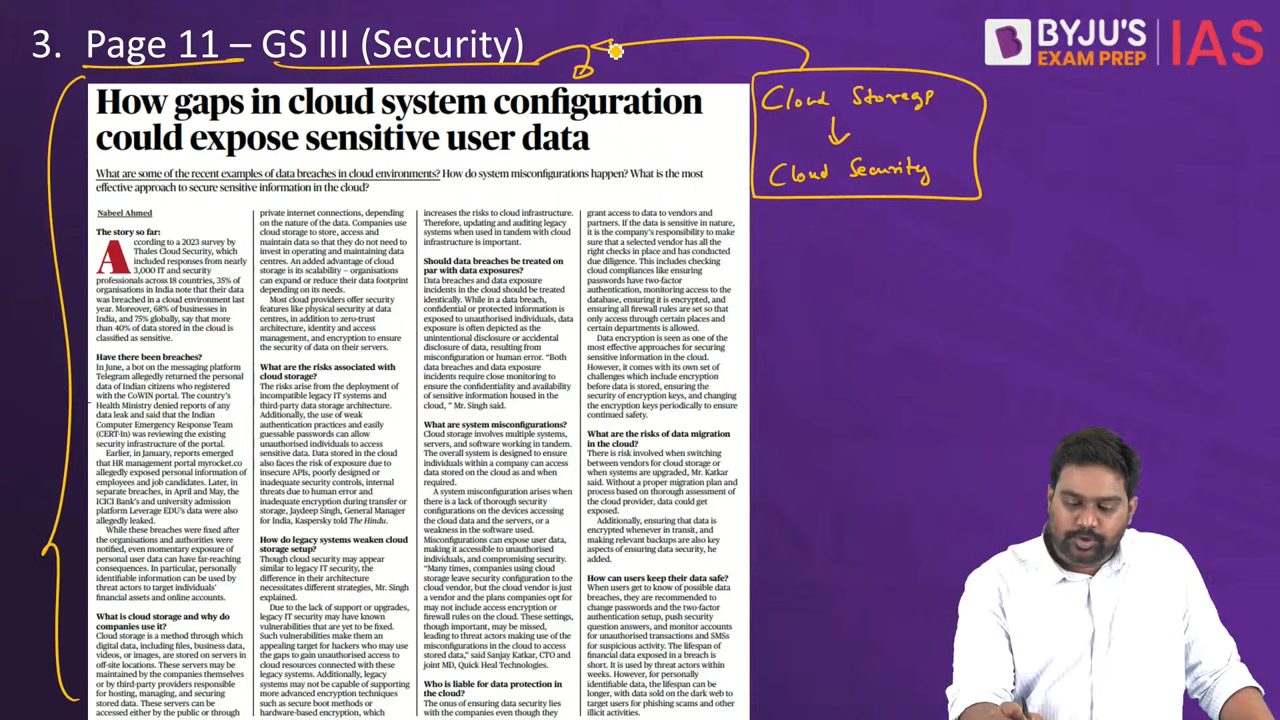 3. Page 11 – GS III (Security)
BYJU'S
EXAM PREP
IAS
How gaps in cloud system configuration
could expose sensitive user data
What are some of the recent examples of data breaches in cloud environments? How do system misconfigurations happen? What is the most
effective approach to secure sensitive information in the cloud?
Cloud Storage
Cloud Security
Nabeel Ahmed
The story so far:
According to a 2023 survey by
Thales Cloud Security, which
included responses from nearly
3,000 IT and security
professionals across 18 countries, 35% of
organisations in India note that their data
was breached in a cloud environment last
year. Moreover, 68% of businesses in
India, and 75% globally, say that more
than 40% of data stored in the cloud is
classified as sensitive.
Have there been breaches?
In June, a bot on the messaging platform
Telegram allegedly returned the personal
data of Indian citizens who registered
with the CoWIN portal. The country's
Health Ministry denied reports of any
data leak and said that the Indian
Computer Emergency Response Team
(CERT-In) was reviewing the existing
security infrastructure of the portal.
Earlier, in January, reports emerged
that HR management portal myrocket.co
allegedly exposed personal information of
employees and job candidates. Later, in
separate breaches, in April and May, the
ICICI Bank's and university admission
platform Leverage EDU's data were also
allegedly leaked.
While these breaches were fixed after
the organisations and authorities were
notified, even momentary exposure of
personal user data can have far-reaching
consequences. In particular, personally
identifiable information can be used by
threat actors to target individuals'
financial assets and online accounts.
What is cloud storage and why do
companies use it?
Cloud storage is a method through which
digital data, including files, business data,
videos, or images, are stored on servers in
off-site locations. These servers may be
maintained by the companies themselves
or by third-party providers responsible
for hosting, managing, and securing
stored data. These servers can be
accessed either by the public or through
private internet connections, depending
on the nature of the data. Companies use
cloud storage to store, access and
maintain data so that they do not need to
invest in operating and maintaining data
centres. An added advantage of cloud
storage is its scalability – organisations
can expand or reduce their data footprint
depending on its needs.
Most cloud providers offer security
features like physical security at data
centres, in addition to zero-trust
architecture, identity and access
management, and encryption to ensure
the security of data on their servers.
What are the risks associated with
cloud storage?
The risks arise from the deployment of
incompatible legacy IT systems and
third-party data storage architecture.
Additionally, the use of weak
authentication practices and easily
guessable passwords can allow
unauthorised individuals to access
sensitive data. Data stored in the cloud
also faces the risk of exposure due to
insecure APIs, poorly designed or
inadequate security controls, internal
threats due to human error and
inadequate encryption during transfer or
storage, Jaydeep Singh, General Manager
for India, Kaspersky told The Hindu.
How do legacy systems weaken cloud
storage setup?
Though cloud security may appear
similar to legacy IT security, the
difference in their architecture
necessitates different strategies, Mr. Singh
explained.
Due to the lack of support or upgrades,
legacy IT security may have known
vulnerabilities that are yet to be fixed.
Such vulnerabilities make them an
appealing target for hackers who may use
the gaps to gain unauthorised access to
cloud resources connected with these
legacy systems. Additionally, legacy
systems may not be capable of supporting
more advanced encryption techniques
such as secure boot methods or
hardware-based encryption, which
increases the risks to cloud infrastructure.
Therefore, updating and auditing legacy
systems when used in tandem with cloud
infrastructure is important.
Should data breaches be treated on
par with data exposures?
Data breaches and data exposure
incidents in the cloud should be treated
identically. While in a data breach,
confidential or protected information is
exposed to unauthorised individuals, data
exposure is often depicted as the
unintentional disclosure or accidental
disclosure of data, resulting from
misconfiguration or human error. "Both
data breaches and data exposure
incidents require close monitoring to
ensure the confidentiality and availability
of sensitive information housed in the
cloud, " Mr. Singh said.
What are system misconfigurations?
Cloud storage involves multiple systems,
servers, and software working in tandem.
The overall system is designed to ensure
individuals within a company can access
data stored on the cloud as and when
required.
A system misconfiguration arises when
there is a lack of thorough security
configurations on the devices accessing
the cloud data and the servers, or a
weakness in the software used.
Misconfigurations can expose user data,
making it accessible to unauthorised
individuals, and compromising security.
"Many times, companies using cloud
storage leave security configuration to the
cloud vendor, but the cloud vendor is just
a vendor and the plans companies opt for
may not include access encryption or
firewall rules on the cloud. These settings,
though important, may be missed,
leading to threat actors making use of the
misconfigurations in the cloud to access
stored data," said Sanjay Katkar, CTO and
joint MD, Quick Heal Technologies.
Who is liable for data protection in
the cloud?
The onus of ensuring data security lies
with the companies even though they
grant access to data to vendors and
partners. If the data is sensitive in nature,
it is the company's responsibility to make
sure that a selected vendor has all the
right checks in place and has conducted
due diligence. This includes checking
cloud compliances like ensuring
passwords have two-factor
authentication, monitoring access to the
database, ensuring it is encrypted, and
ensuring all firewall rules are set so that
only access through certain places and
certain departments is allowed.
Data encryption is seen as one of the
most effective approaches for securing
sensitive information in the cloud.
However, it comes with its own set of
challenges which include encryption
before data is stored, ensuring the
security of encryption keys, and changing
the encryption keys periodically to ensure
continued safety.
What are the risks of data migration
in the cloud?
There is risk involved when switching
between vendors for cloud storage or
when systems are upgraded, Mr. Katkar
said. Without a proper migration plan and
process based on thorough assessment of
the cloud provider, data could get
exposed.
Additionally, ensuring that data is
encrypted whenever in transit, and
making relevant backups are also key
aspects of ensuring data security, he
added.
How can users keep their data safe?
When users get to know of possible data
breaches, they are recommended to
change passwords and the two-factor
authentication setup, push security
question answers, and monitor accounts
for unauthorised transactions and SMSs
for suspicious activity. The lifespan of
financial data exposed in a breach is
short. It is used by threat actors within
weeks. However, for personally
identifiable data, the lifespan can be
longer, with data sold on the dark web to
target users for phishing scams and other
illicit activities.